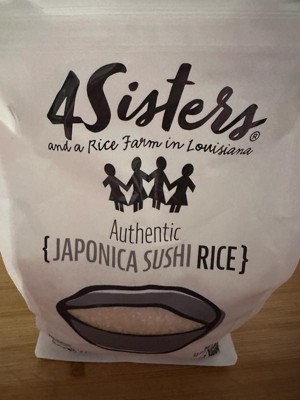 4Sisters®
and a Rice Farm in Louisiana
Authentic
{JAPONICA SUSHI RICE}